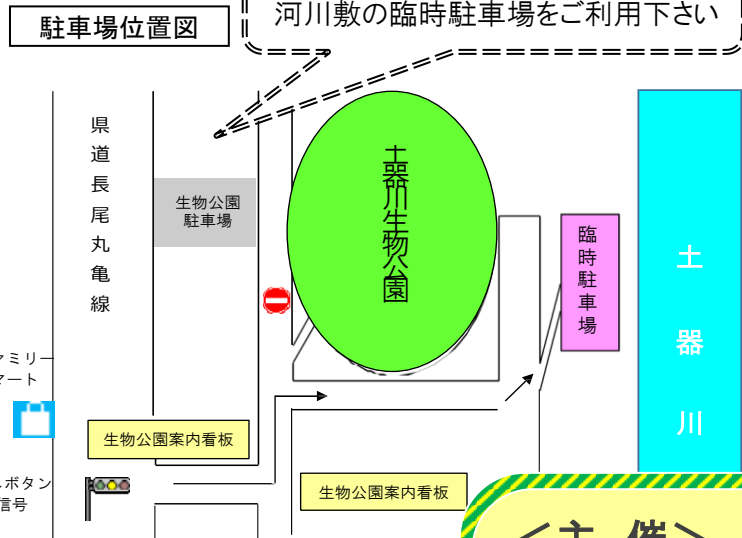 河川敷の臨時駐車場をご利用下さい
駐車場位置図
県道長尾丸亀線
生物公園
駐車場
土器川生物公園
臨時駐車場
土器川
ミリー
マート
生物公園案内看板
ボタン
信号
生物公園案内看板
＜主 催＞